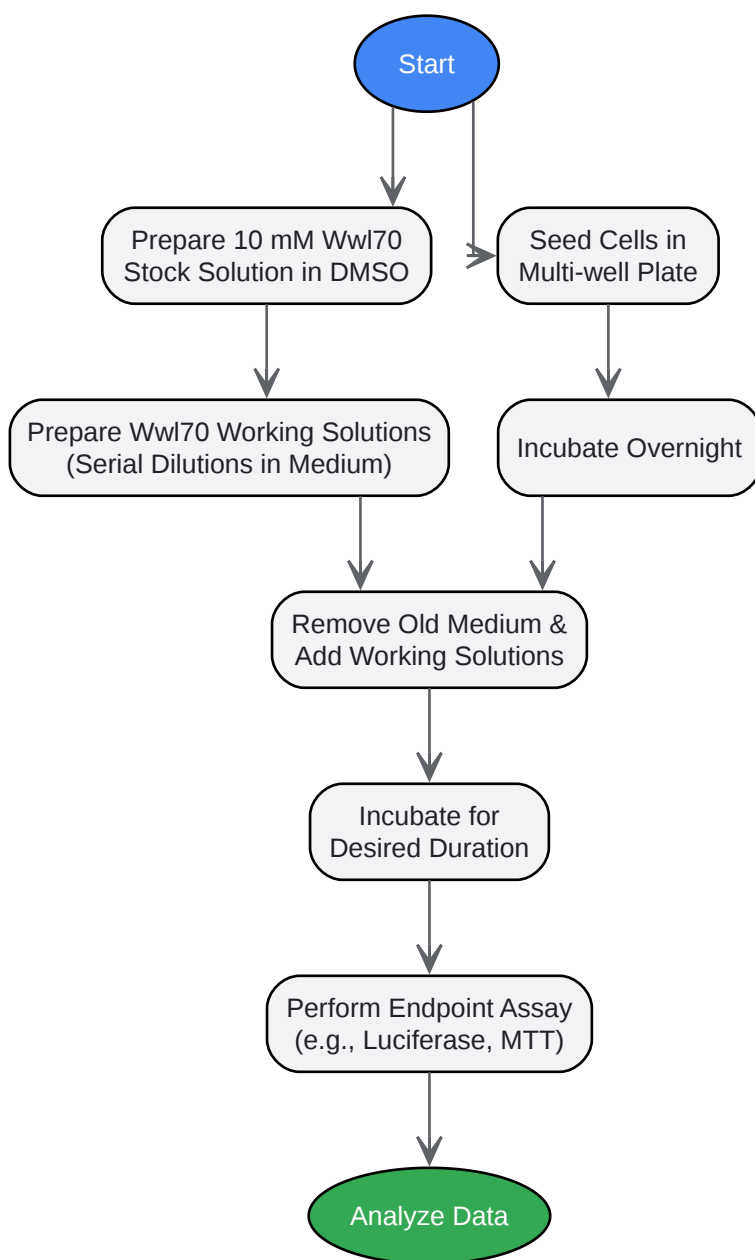 Start
Prepare 10 mM Wwl70
Stock Solution in DMSO
Seed Cells in
Multi-well Plate
Prepare Wwl70 Working Solutions
(Serial Dilutions in Medium)
Incubate Overnight
Remove Old Medium &
Add Working Solutions
Incubate for
Desired Duration
Perform Endpoint Assay
(e.g., Luciferase, MTT)
Analyze Data